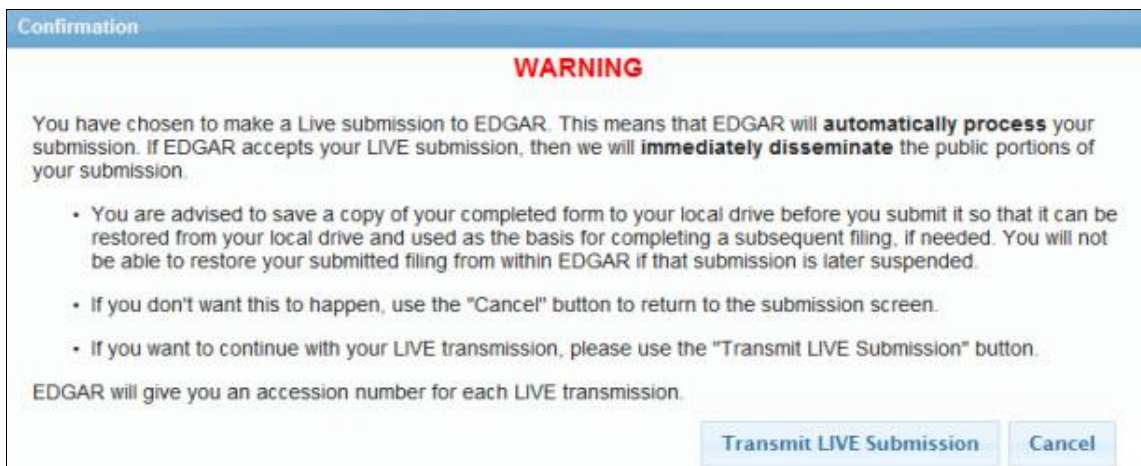 Confirmation
WARNING
You have chosen to make a Live submission to EDGAR. This means that EDGAR will automatically process your
submission. If EDGAR accepts your LIVE submission, then we will immediately disseminate the public portions of
your submission.
• You are advised to save a copy of your completed form to your local drive before you submit it so that it can be
restored from your local drive and used as the basis for completing a subsequent filing, if needed. You will not
be able to restore your submitted filing from within EDGAR if that submission is later suspended.
• If you don't want this to happen, use the "Cancel" button to return to the submission screen.
• If you want to continue with your LIVE transmission, please use the "Transmit LIVE Submission" button.
EDGAR will give you an accession number for each LIVE transmission.
Transmit LIVE Submission Cancel